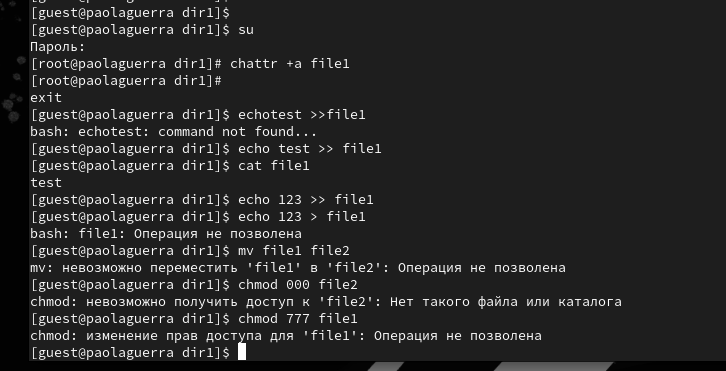 [guest@paolaguerra dir1]$
[guest@paolaguerra dir1]$ su
Пароль:
[root@paolaguerra dir1]# chattr +a file1
[root@paolaguerra dir1]#
exit
[guest@paolaguerra dir1]$ echotest >>file1
bash: echotest: command not found...
[guest@paolaguerra dir1]$ echo test >> file1
[guest@paolaguerra dir1]$ cat file1
test
[guest@paolaguerra dir1]$ echo 123 >> file1
[guest@paolaguerra dir1]$ echo 123 > file1
bash: file1: Операция не позволена
[guest@paolaguerra dir1]$ mv file1 file2
mv: невозможно переместить 'file1' в 'file2': Операция не позволена
[guest@paolaguerra dir1]$ chmod 000 file2
chmod: невозможно получить доступ к 'file2': Нет такого файла или каталога
[guest@paolaguerra dir1]$ chmod 777 file1
chmod: изменение прав доступа для 'file1': Операция не позволена
[guest@paolaguerra dir1]$